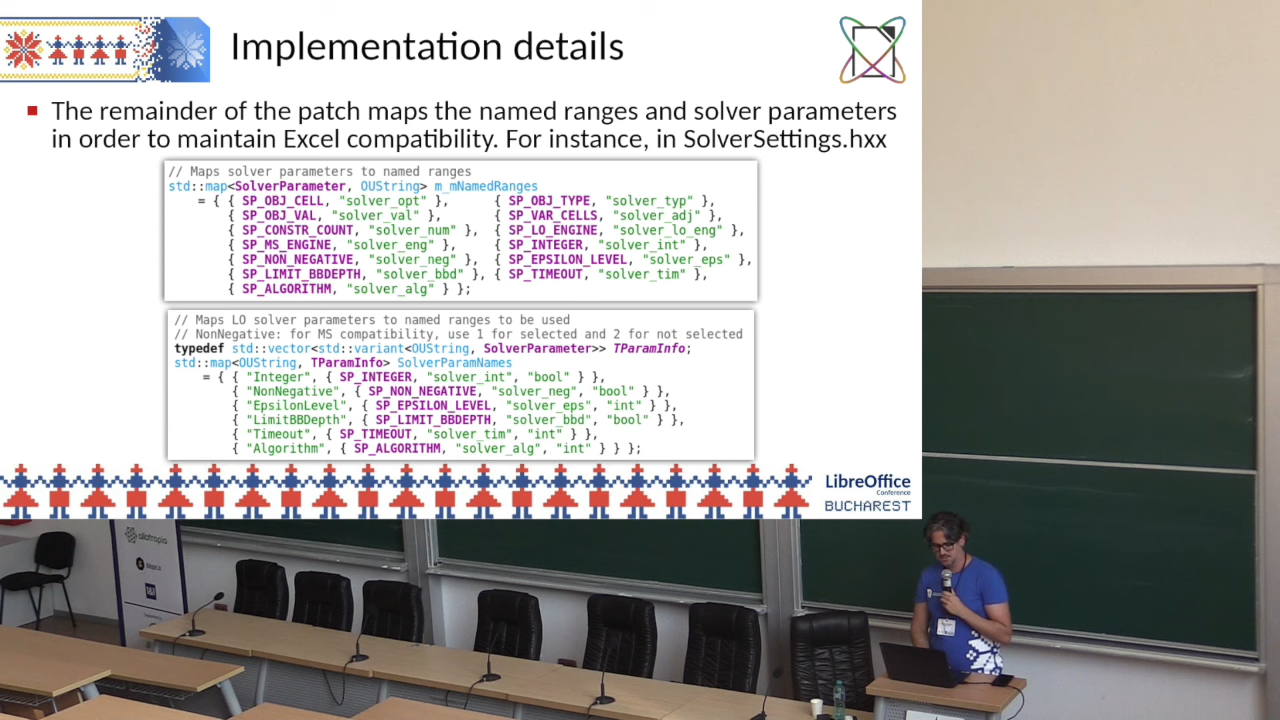 Implementation details
The remainder of the patch maps the named ranges and solver parameters
in order to maintain Excel compatibility. For instance, in SolverSettings.hxx
// Maps solver parameters to named ranges
std::map<SolverParameter, OUString> m_mNamedRanges
= { { SP_OBJ_CELL, "solver_opt" }, { SP_OBJ_TYPE, "solver_typ" },
{ SP_OBJ_VAL, "solver_val" }, { SP_VAR_CELLS, "solver_adj" },
{ SP_CONSTR_COUNT, "solver_num" }, { SP_LO_ENGINE, "solver_lo_eng" },
{ SP_MS_ENGINE, "solver_eng" }, { SP_INTEGER, "solver_int" },
{ SP_NON_NEGATIVE, "solver_neg" }, { SP_EPSILON_LEVEL, "solver_eps" },
{ SP_LIMIT_BBDEPTH, "solver_bbd" }, { SP_TIMEOUT, "solver_tim" },
{ SP_ALGORITHM, "solver_alg" } };
// Maps LO solver parameters to named ranges to be used
// NonNegative: for MS compatibility, use 1 for selected and 2 for not selected
typedef std::vector<std::variant<OUString, SolverParameter>> TParamInfo;
std::map<OUString, TParamInfo> SolverParamNames
= { { "Integer", { SP_INTEGER, "solver_int", "bool" } },
{ "NonNegative", { SP_NON_NEGATIVE, "solver_neg", "bool" } },
{ "EpsilonLevel", { SP_EPSILON_LEVEL, "solver_eps", "int" } },
{ "LimitBBDepth", { SP_LIMIT_BBDEPTH, "solver_bbd", "bool" } },
{ "Timeout", { SP_TIMEOUT, "solver_tim", "int" } },
{ "Algorithm", { SP_ALGORITHM, "solver_alg", "int" } } };
LibreOffice
Conference
BUCHAREST
allotropia